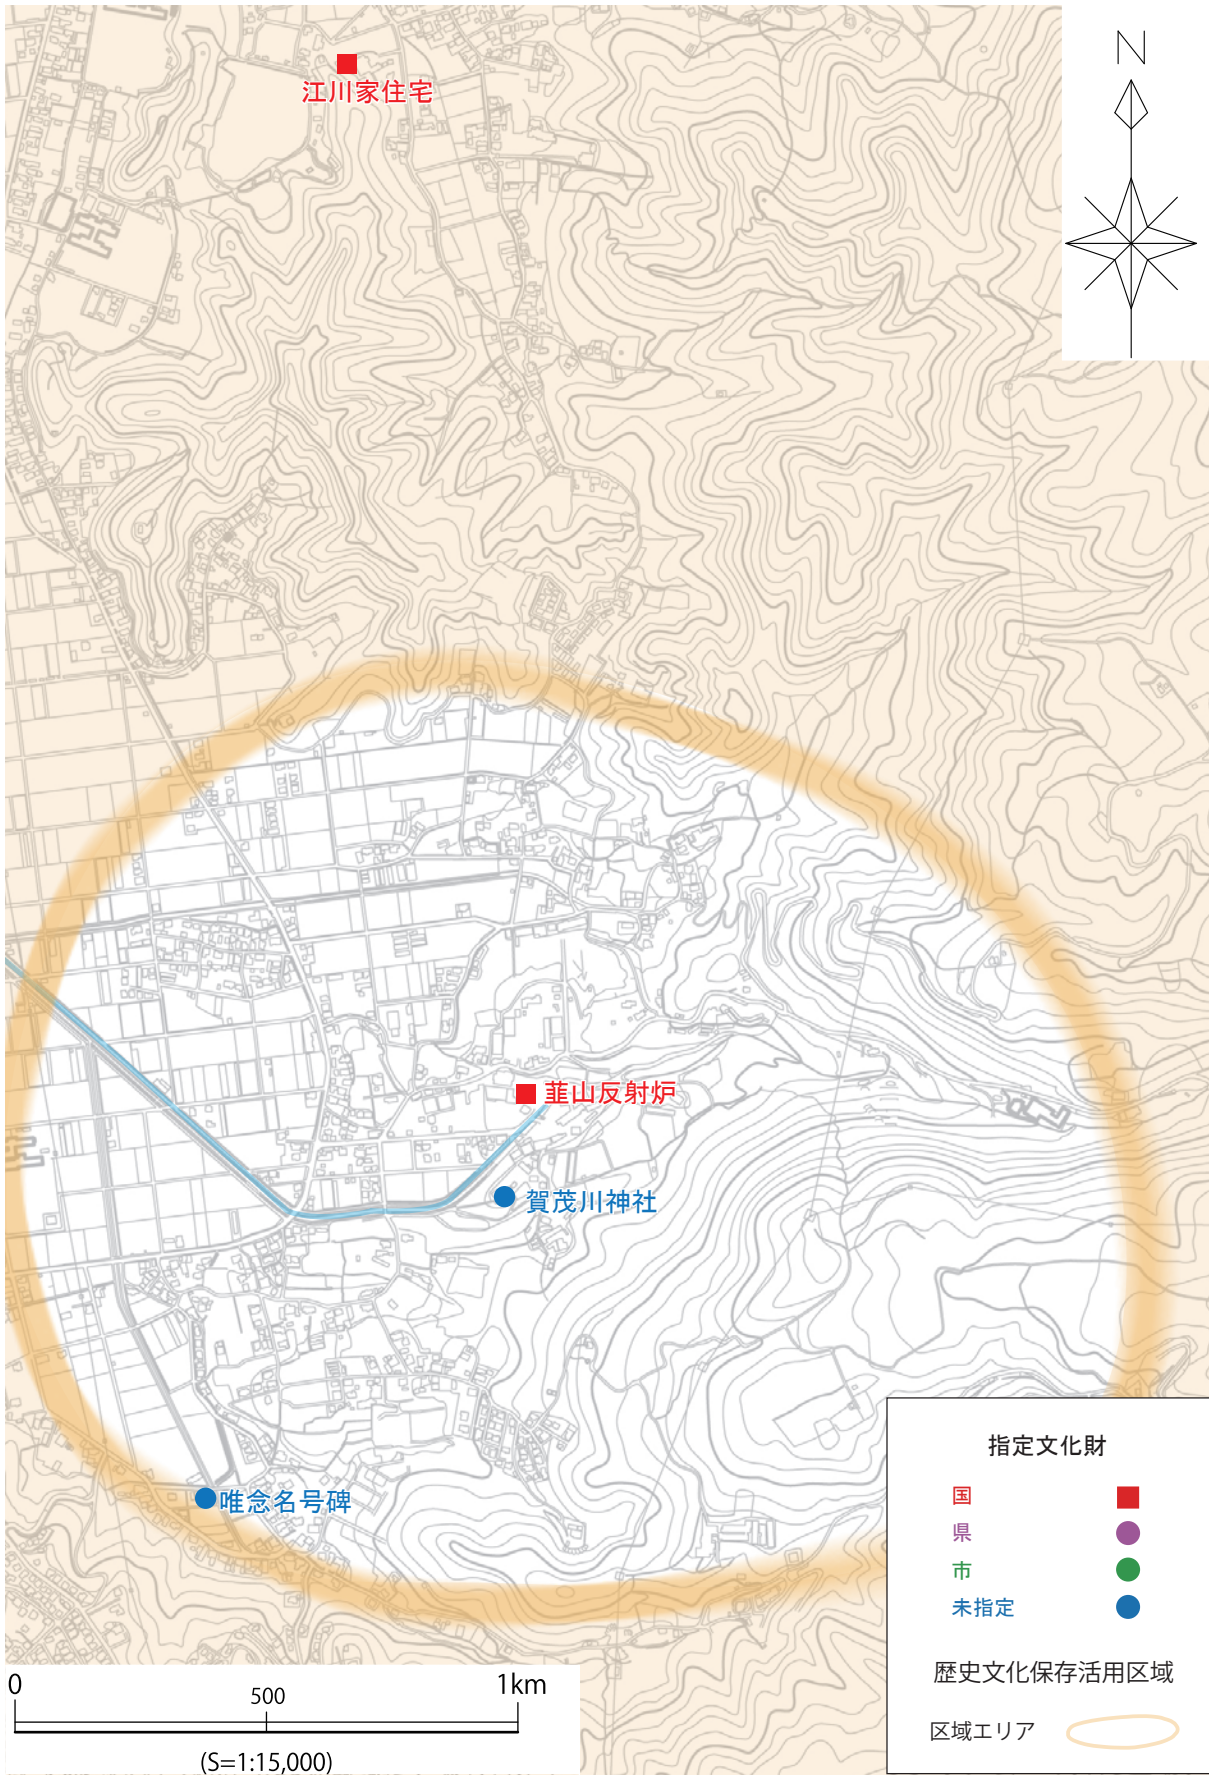 江川家住宅
N
韮山反射炉
賀茂川神社
唯念名号碑
指定文化財
国
県
市
未指定
歴史文化保存活用区域
区域エリア
0
500
1km
(S=1:15,000)